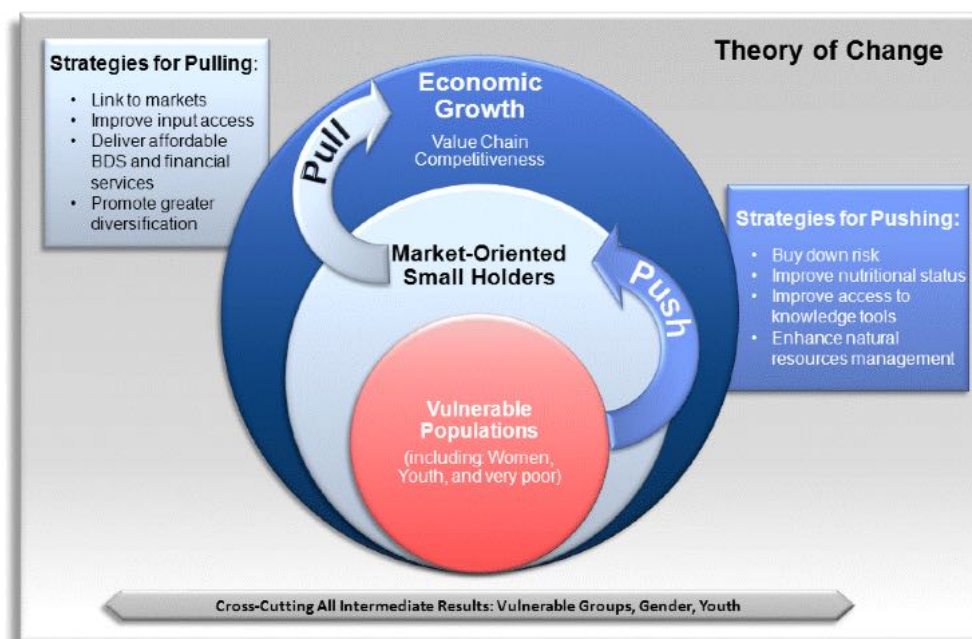 Theory of Change
Strategies for Pulling:
• Link to markets
• Improve input access
• Deliver affordable
BDS and financial
services
• Promote greater
diversification
Pull
Economic
Growth
Value Chain
Competitiveness
Market-Oriented
Small Holders
Push
Strategies for Pushing:
• Buy down risk
• Improve nutritional status
• Improve access to
knowledge tools
• Enhance natural
resources management
Vulnerable
Populations
(including: Women,
Youth, and very poor)
Cross-Cutting All Intermediate Results: Vulnerable Groups, Gender, Youth